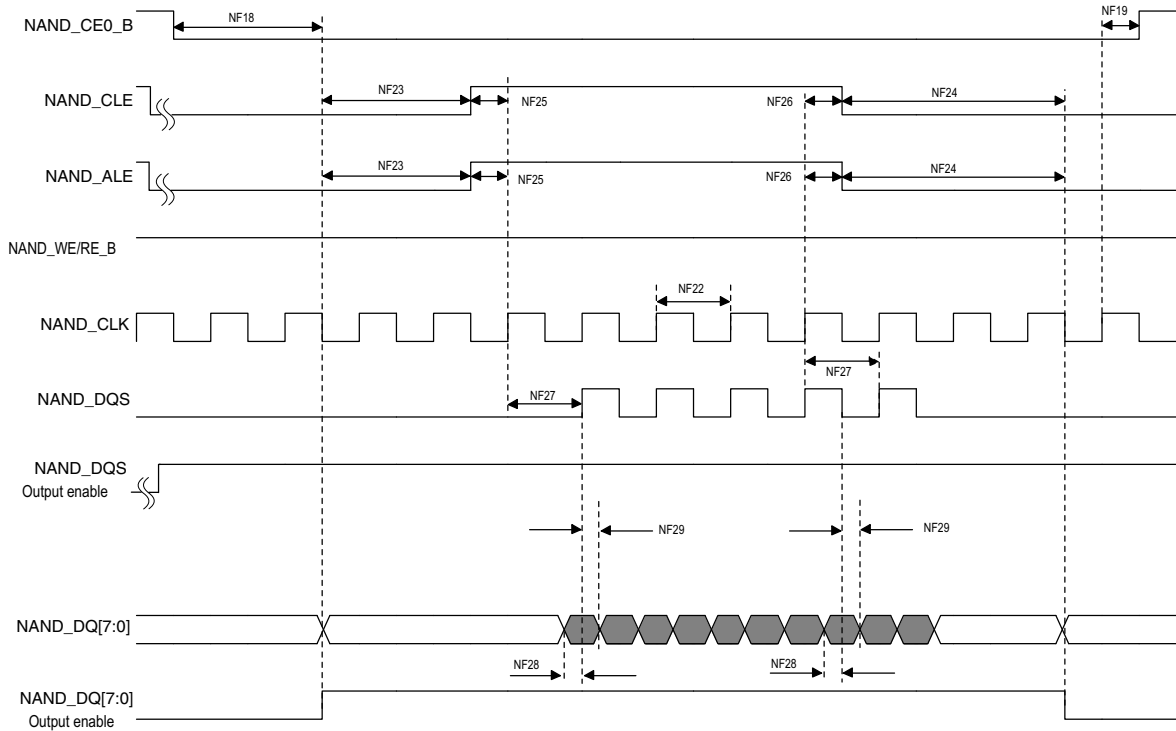 NF19
NF18
NAND_CE0_B
NF23
NF25
NF26
NF24
NAND_CLE
NF23
NF25
NF26
NF24
NAND_ALE
NAND_WE/RE_B
NF22
NAND_CLK
NF27
NF27
NAND_DQS
NAND_DQS
Output enable
NF29
NF29
NAND_DQ[7:0]
NF28
NF28
NAND_DQ[7:0]
Output enable